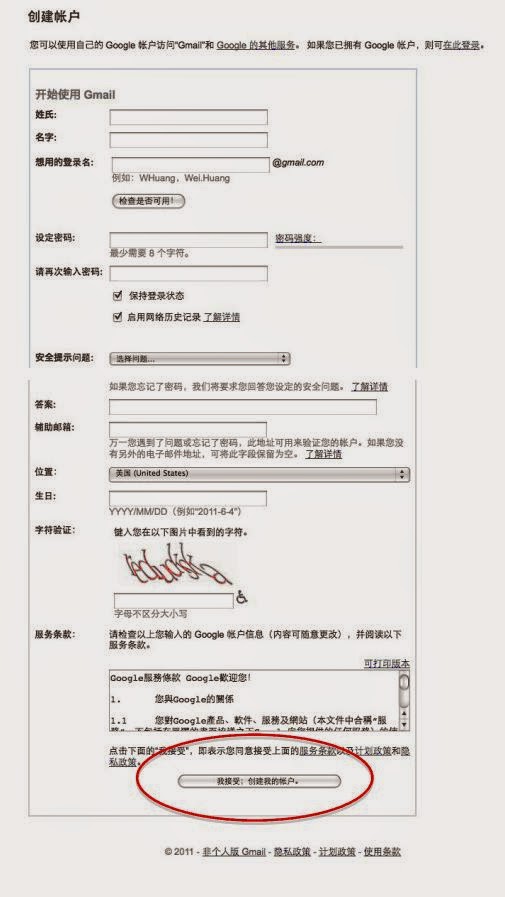 创建帐户
您可以使用自己的 Google 帐户访问“Gmail”和 Google 的其他服务。 如果您已拥有 Google 帐户，则可在此登录。
开始使用 Gmail
姓氏:
名字:
想用的登录名: @gmail.com
例如：WHuang，Wei.Huang
检查是否可用!
设定密码: 密码强度：
最少需要 8 个字符。
请再次输入密码:
保持登录状态
启用网络历史记录 了解详情
安全提示问题: 选择问题...
如果您忘记了密码，我们将要求您回答您设定的安全问题。 了解详情
答案:
辅助邮箱:
万一您遇到了问题或忘记了密码，此地址可用来验证您的帐户。如果您没
有另外的电子邮件地址，可将此字段保留为空。 了解详情
位置: 美国 (United States)
生日:
YYYY/MM/DD（例如“2011-6-4”）
字符验证: 键入您在以下图片中看到的字符。
字母不区分大小写
服务条款: 请检查以上您输入的 Google 帐户信息（内容可随意更改），并阅读以下
服务条款。
可打印版本
Google服務條款 Google歡迎您!
1. 您與Google的關係
1.1 您對Google產品、軟件、服務及網站（本文件中合稱“服
点击下面的“我接受”，即表示您同意接受上面的服务条款以及计划政策和隐
私政策。
我接受；创建我的帐户。
© 2011 - 非个人版 Gmail - 隐私政策 - 计划政策 - 使用条款